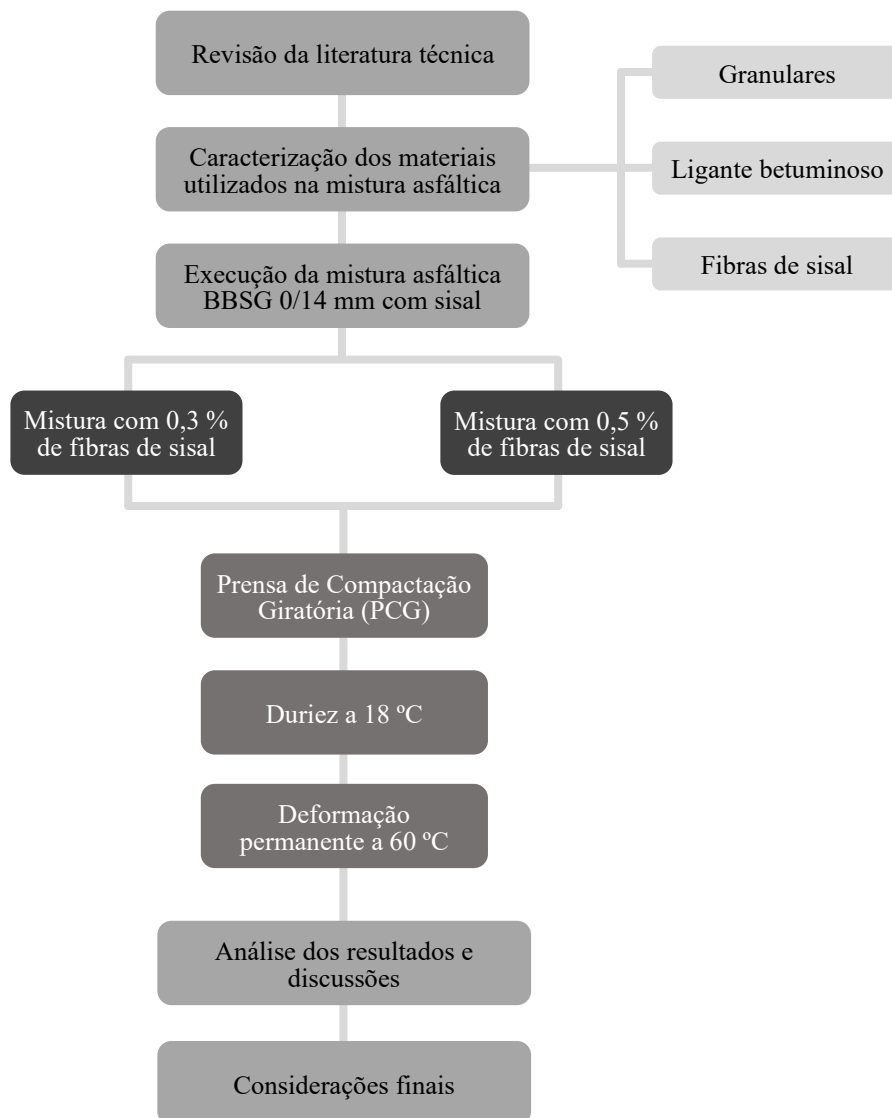 Revisão da literatura técnica
Granulares
Caracterização dos materiais
utilizados na mistura asfáltica
Ligante betuminoso
Fibras de sisal
Execução da mistura asfáltica
BBSG 0/14 mm com sisal
Mistura com 0,3 %
de fibras de sisal
Mistura com 0,5 %
de fibras de sisal
Prensa de Compactação
Giratória (PCG)
Duriez a 18 ºC
Deformação
permanente a 60 ºC
Análise dos resultados e
discussões
Considerações finais